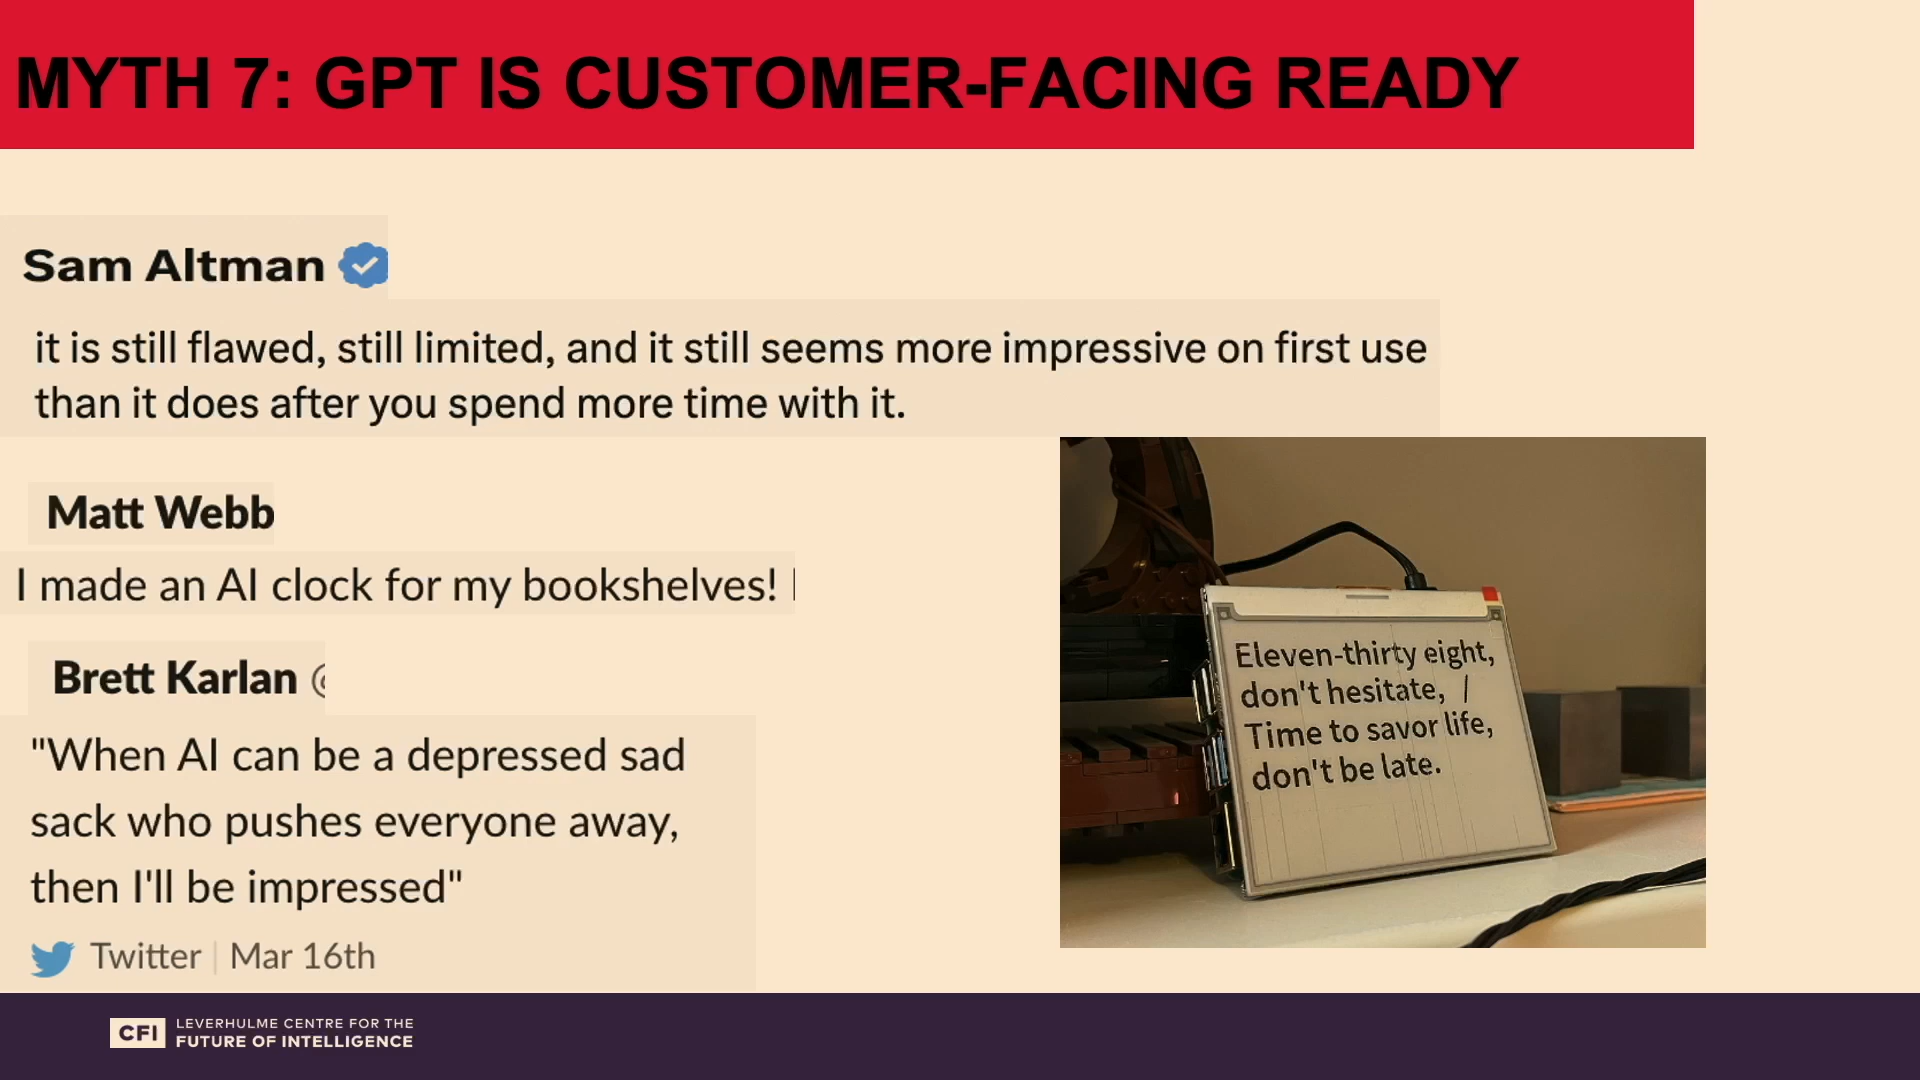 MYTH 7: GPT IS CUSTOMER-FACING READY
Sam Altman
it is still flawed, still limited, and it still seems more impressive on first use
than it does after you spend more time with it.
Matt Webb
I made an AI clock for my bookshelves!
Brett Karlan
"When AI can be a depressed sad
sack who pushes everyone away,
then I'll be impressed"
Twitter | Mar 16th
Eleven-thirty eight,
don't hesitate, /
Time to savor life,
don't be late.
CFI
LEVERHULME CENTRE FOR THE
FUTURE OF INTELLIGENCE